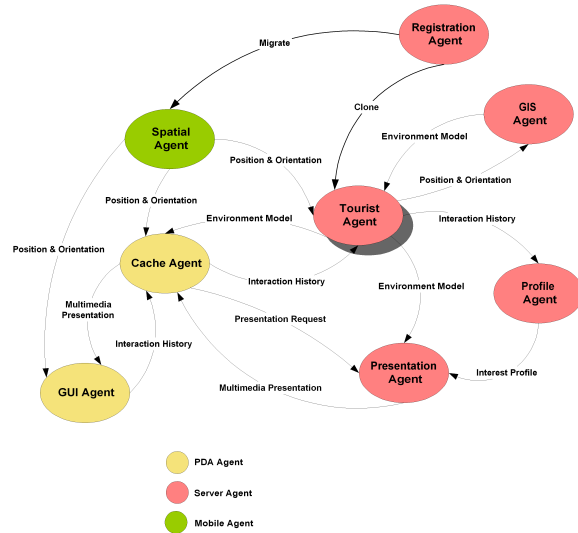 Registration
Agent
Migrate
Clone
GIS
Agent
Spatial
Agent
Environment Model
Position & Orientation
Position & Orientation
Position & Orientation
Tourist
Agent
Environment Model
Interaction History
Position & Orientation
Cache Agent
Interaction History
Environment Model
Profile
Agent
Multimedia
Presentation
Presentation Request
Interaction History
Presentation
Agent
Interest Profile
Multimedia Presentation
GUI Agent
PDA Agent
Server Agent
Mobile Agent